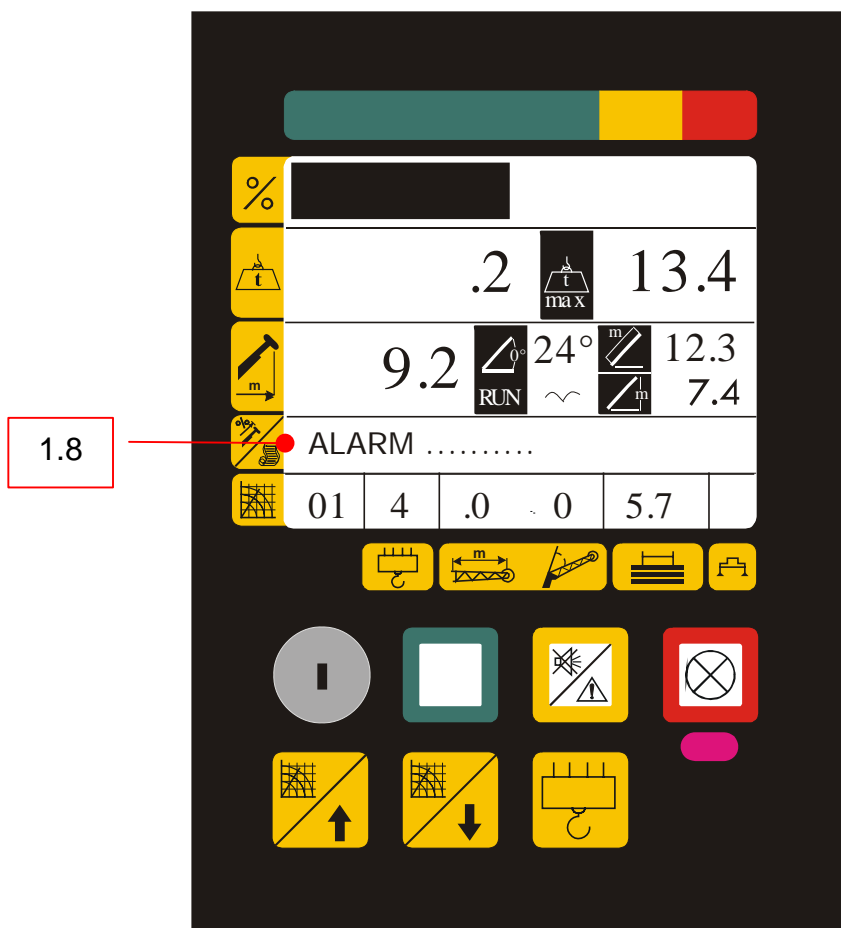 %
t
.2
t
max
13.4
m
9.2
0°
RUN
24°
m
12.3
m
7.4
1.8
%
ALARM ..........
01
4
.0
0
5.7
m